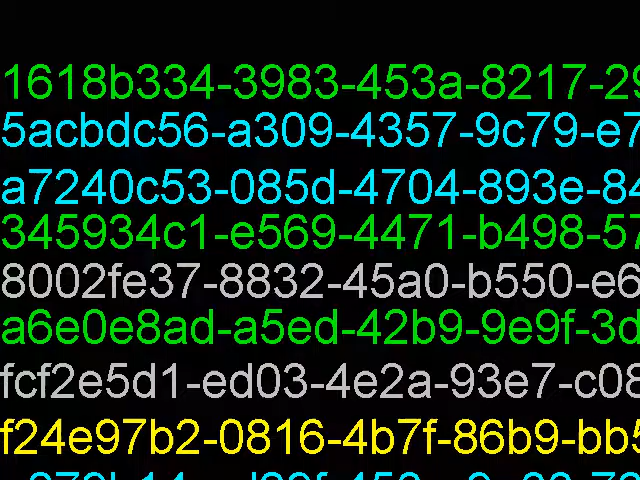 1618b334-3983-453a-8217-29
5acbdc56-a309-4357-9c79-e7
a7240c53-085d-4704-893e-84
345934c1-e569-4471-b498-57
8002fe37-8832-45a0-b550-e6
a6e0e8ad-a5ed-42b9-9e9f-3d
fcf2e5d1-ed03-4e2a-93e7-c08
f24e97b2-0816-4b7f-86b9-bb5